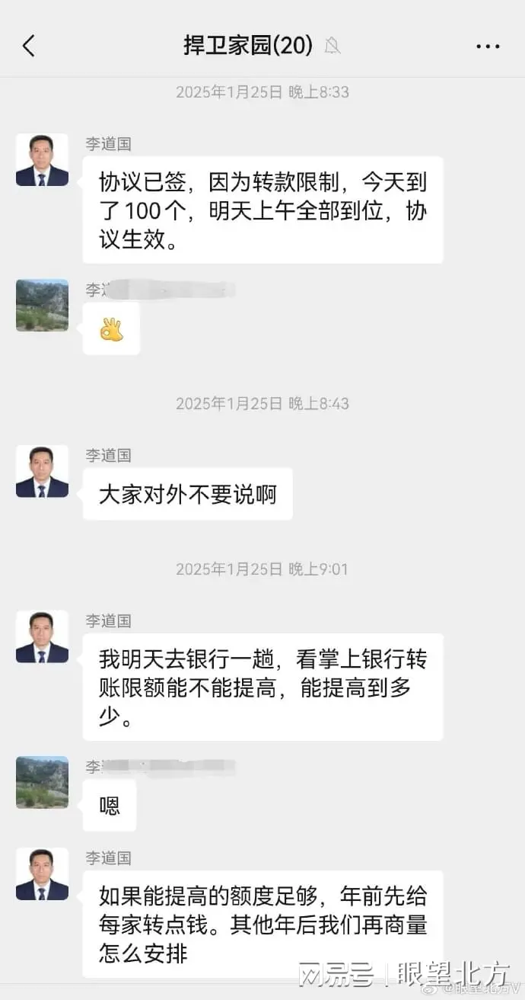 捍卫家园(20)
2025年1月25日 晚上8:33
李道国
协议已签，因为转款限制，今天到
了100个，明天上午全部到位，协
议生效。
李
2025年1月25日 晚上8:43
李道国
大家对外不要说啊
2025年1月25日 晚上9:01
李道国
我明天去银行一趟，看掌上银行转
账限额能不能提高，能提高到多
少。
李
嗯
李道国
如果能提高的额度足够，年前先给
每家转点钱。其他年后我们再商量
怎么安排
网易号 | 眼望北方
@眼望北方V